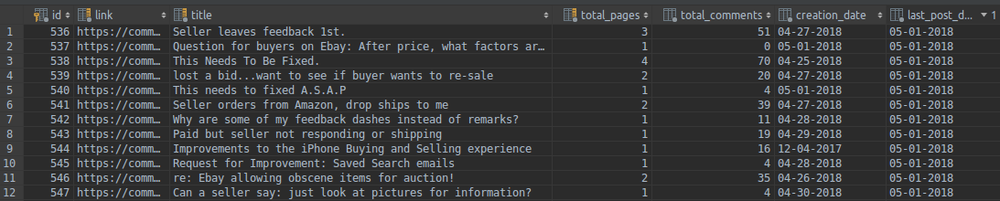 id link title total_pages total_comments creation_date last_post_d... 1
1 536 https://comm... Seller leaves feedback 1st. 3 51 04-27-2018 05-01-2018
2 537 https://comm... Question for buyers on Ebay: After price, what factors ar... 1 0 05-01-2018 05-01-2018
3 538 https://comm... This Needs To Be Fixed. 4 70 04-25-2018 05-01-2018
4 539 https://comm... lost a bid...want to see if buyer wants to re-sale 2 20 04-27-2018 05-01-2018
5 540 https://comm... This needs to fixed A.S.A.P 1 4 05-01-2018 05-01-2018
6 541 https://comm... Seller orders from Amazon, drop ships to me 2 39 04-27-2018 05-01-2018
7 542 https://comm... Why are some of my feedback dashes instead of remarks? 1 11 04-28-2018 05-01-2018
8 543 https://comm... Paid but seller not responding or shipping 1 19 04-29-2018 05-01-2018
9 544 https://comm... Improvements to the iPhone Buying and Selling experience 1 16 12-04-2017 05-01-2018
10 545 https://comm... Request for Improvement: Saved Search emails 1 4 04-28-2018 05-01-2018
11 546 https://comm... re: Ebay allowing obscene items for auction! 2 35 04-26-2018 05-01-2018
12 547 https://comm... Can a seller say: just look at pictures for information? 1 4 04-30-2018 05-01-2018